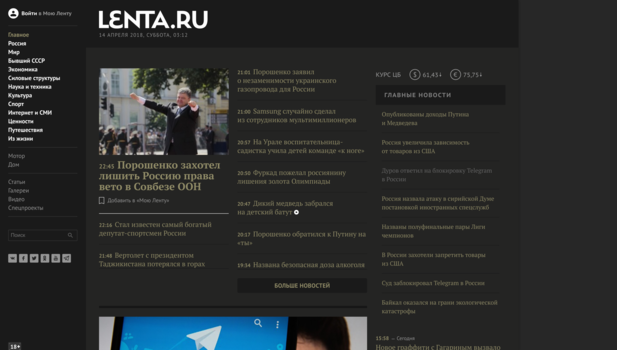 Войти в Мою Ленту
Главное
Россия
Мир
Бывший СССР
Экономика
Силовые структуры
Наука и техника
Культура
Спорт
Интернет и СМИ
Ценности
Путешествия
Из жизни
Мотор
Дом
Статьи
Галереи
Видео
Спецпроекты
Поиск
18+
LENTA.RU
14 АПРЕЛЯ 2018, СУББОТА, 03:12
22:45 Порошенко захотел
лишить Россию права
вето в Совбезе ООН
Добавить в «Мою Ленту»
22:16 Стал известен самый богатый
депутат-спортсмен России
21:48 Вертолет с президентом
Таджикистана потерялся в горах
21:01 Порошенко заявил
о незаменимости украинского
газопровода для России
21:00 Samsung случайно сделал
из сотрудников мультимиллионеров
20:57 На Урале воспитательница-
садистка учила детей команде «к ноге»
20:50 Фуркад пожелал россиянину
лишения золота Олимпиады
20:47 Дикий медведь забрался
на детский батут
20:17 Порошенко обратился к Путину на
«ты»
19:54 Названа безопасная доза алкоголя
БОЛЬШЕ НОВОСТЕЙ
КУРС ЦБ $ 61,43↓ € 75,75↓
ГЛАВНЫЕ НОВОСТИ
Опубликованы доходы Путина
и Медведева
Россия увеличила зависимость
от товаров из США
Дуров ответил на блокировку Telegram
в России
Россия назвала атаку в сирийской Думе
постановкой иностранных спецслужб
Названы полуфинальные пары Лиги
чемпионов
В России захотели запретить товары
из США
Суд заблокировал Telegram в России
Байкал оказался на грани экологической
катастрофы
93:58 — Сегодня
Новое граффити с Гагариным вызвало